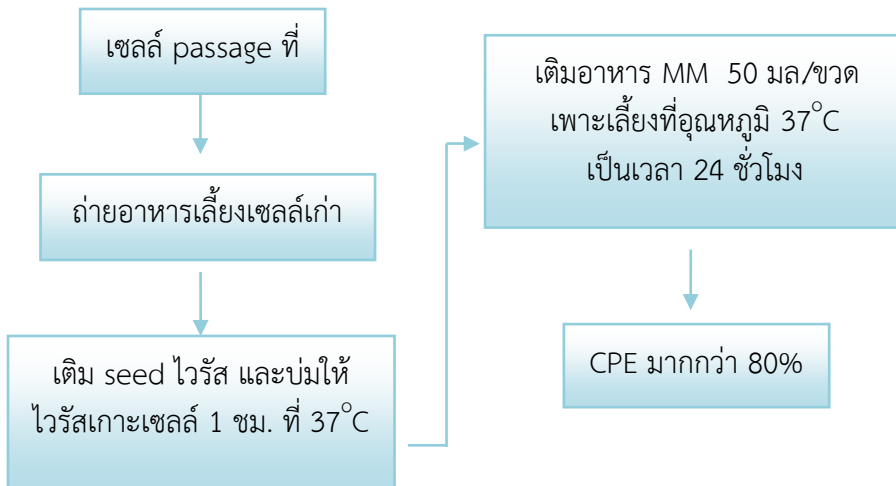 เซลล์ passage ที่
ถ่ายอาหารเลี้ยงเซลล์เก่า
เติม seed ไวรัส และบ่มให้
ไวรัสเกาะเซลล์ 1 ชม. ที่ 37°C
เติมอาหาร MM 50 มล/ขวด
เพาะเลี้ยงที่อุณหภูมิ 37°C
เป็นเวลา 24 ชั่วโมง
CPE มากกว่า 80%